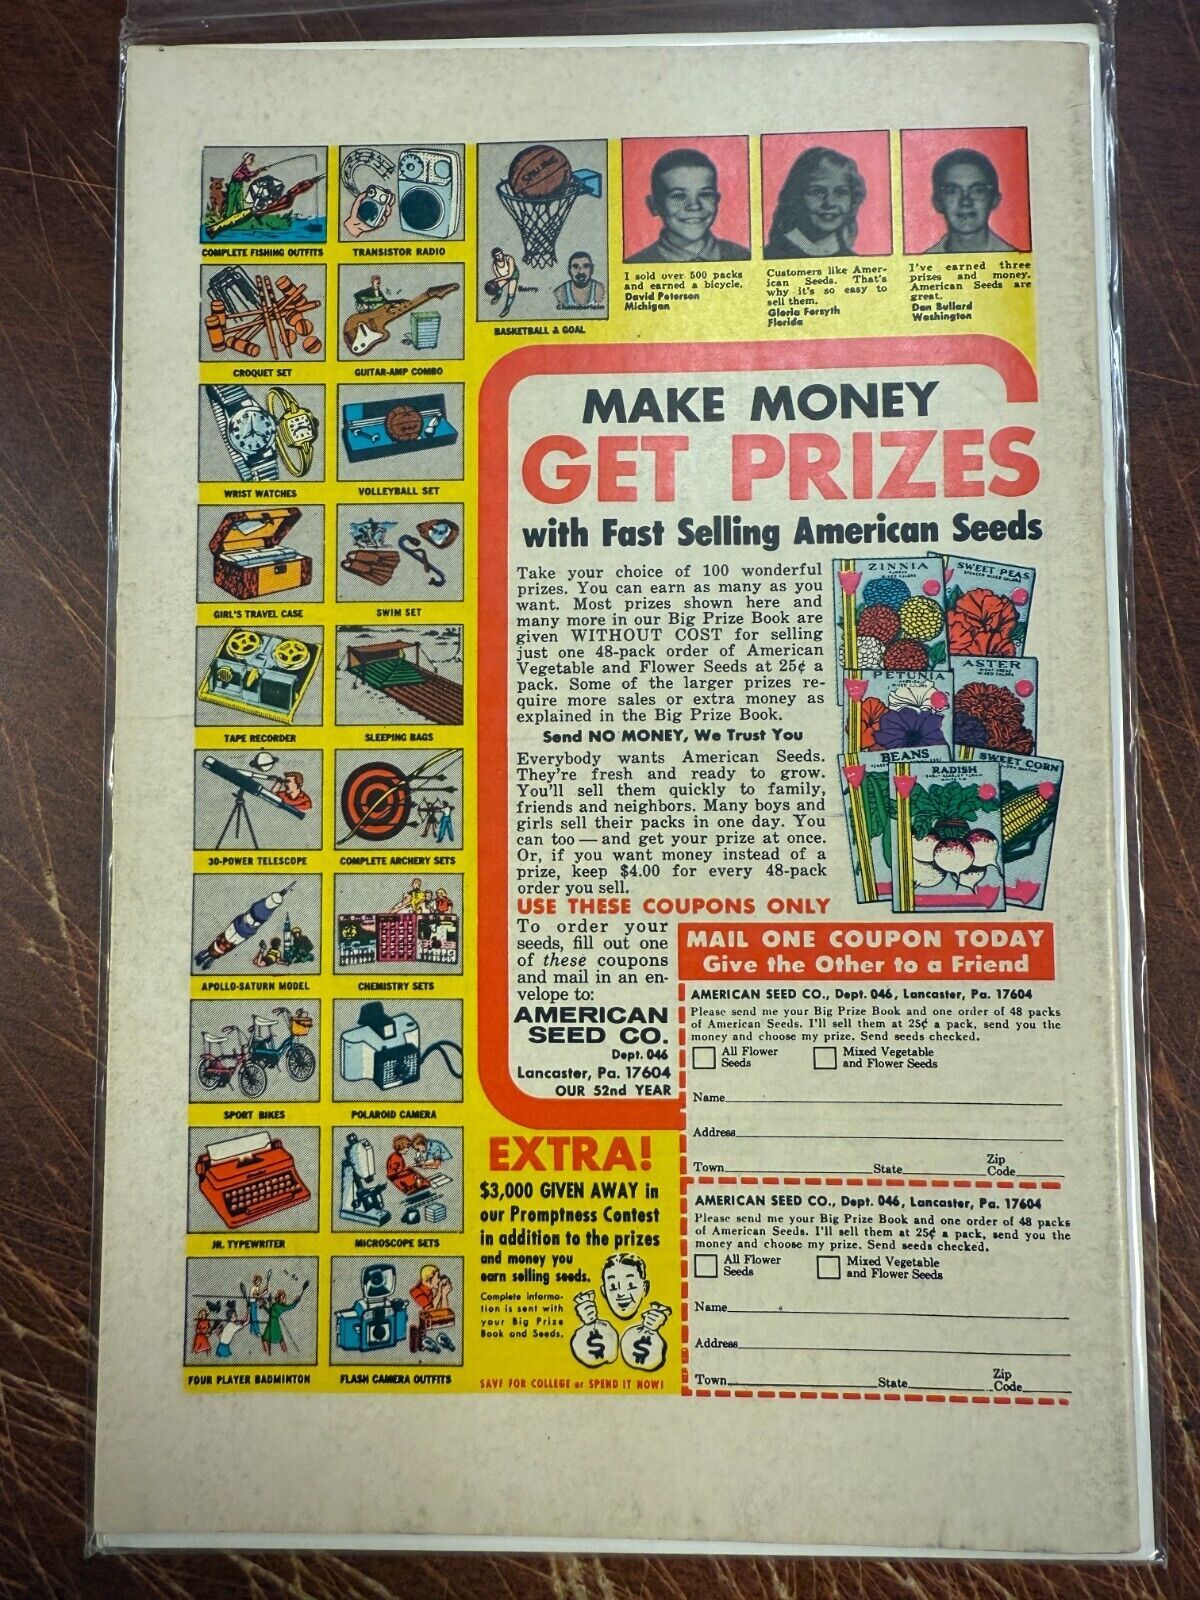 COMPLETE FISHING OUTFITS
TRANSISTOR RADIO
CROQUET SET
GUITAR-AMP COMBO
WRIST WATCHES
VOLLEYBALL SET
GIRL'S TRAVEL CASE
SWIM SET
TAPE RECORDER
SLEEPING BAGS
30-POWER TELESCOPE
COMPLETE ARCHERY SETS
APOLLO-SATURN MODEL
CHEMISTRY SETS
SPORT BIKES
POLAROID CAMERA
JR. TYPEWRITER
MICROSCOPE SETS
FOUR PLAYER BADMINTON
FLASH CAMERA OUTFITS
SPALDING
Barry
Chamberlain
BASKETBALL & GOAL
I sold over 500 packs
and earned a bicycle.
David Peterson
Michigan
Customers like Amer-
ican Seeds. That's
why it's so easy to
sell them.
Gloria Forsyth
Florida
I've earned three
prizes and money.
American Seeds are
great.
Dan Bullard
Washington
MAKE MONEY
GET PRIZES
with Fast Selling American Seeds
Take your choice of 100 wonderful
prizes. You can earn as many as you
want. Most prizes shown here and
many more in our Big Prize Book are
given WITHOUT COST for selling
just one 48-pack order of American
Vegetable and Flower Seeds at 25¢ a
pack. Some of the larger prizes re-
quire more sales or extra money as
explained in the Big Prize Book.
Send NO MONEY, We Trust You
Everybody wants American Seeds.
They're fresh and ready to grow.
You'll sell them quickly to family,
friends and neighbors. Many boys and
girls sell their packs in one day. You
can too — and get your prize at once.
Or, if you want money instead of a
prize, keep $4.00 for every 48-pack
order you sell.
ZINNIA
SWEET PEAS
ASTER
PETUNIA
BEANS
SWEET CORN
RADISH
USE THESE COUPONS ONLY
To order your
seeds, fill out one
of these coupons
and mail in an en-
velope to:
AMERICAN
SEED CO.
Dept. 046
Lancaster, Pa. 17604
OUR 52nd YEAR
MAIL ONE COUPON TODAY
Give the Other to a Friend
AMERICAN SEED CO., Dept. 046, Lancaster, Pa. 17604
Please send me your Big Prize Book and one order of 48 packs
of American Seeds. I'll sell them at 25¢ a pack, send you the
money and choose my prize. Send seeds checked.
All Flower Seeds
Mixed Vegetable and Flower Seeds
Name
Address
Town State Zip Code
AMERICAN SEED CO., Dept. 046, Lancaster, Pa. 17604
Please send me your Big Prize Book and one order of 48 packs
of American Seeds. I'll sell them at 25¢ a pack, send you the
money and choose my prize. Send seeds checked.
All Flower Seeds
Mixed Vegetable and Flower Seeds
Name
Address
Town State Zip Code
EXTRA!
$3,000 GIVEN AWAY in
our Promptness Contest
in addition to the prizes
and money you
earn selling seeds.
Complete informa-
tion is sent with
your Big Prize
Book and Seeds.
$ $
SAVE FOR COLLEGE or SPEND IT NOW!